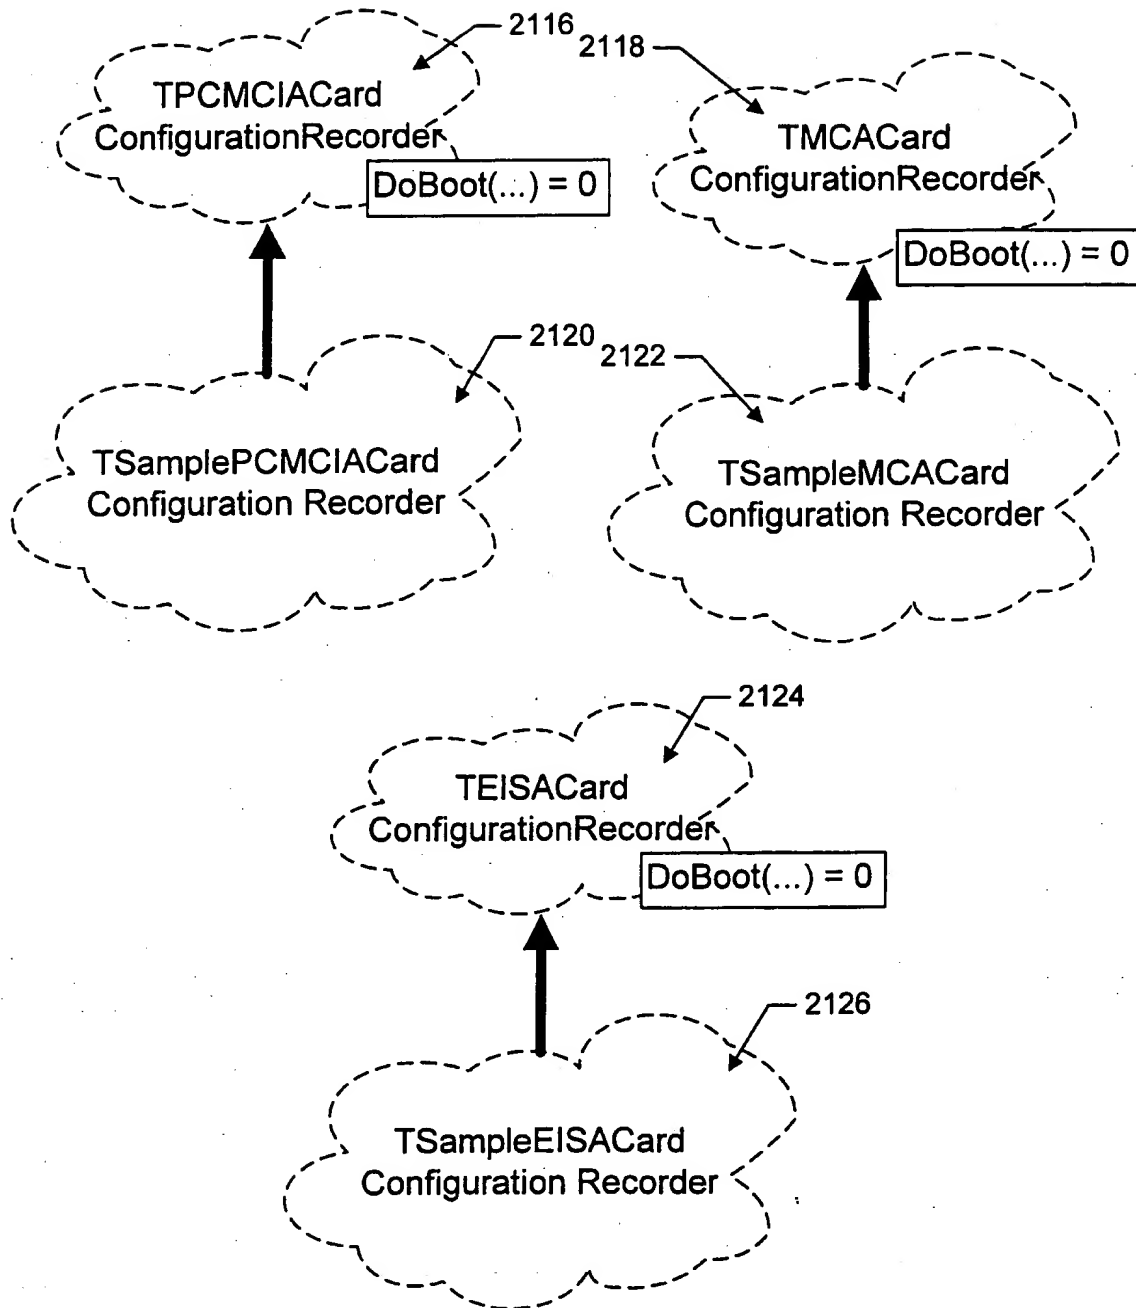 2116
2118
TPCMCIACard
ConfigurationRecorder
DoBoot(...) = 0
TMCACard
ConfigurationRecorder
DoBoot(...) = 0
2120
2122
TSamplePCMCIACard
Configuration Recorder
TSampleMCACard
Configuration Recorder
2124
TEISACard
ConfigurationRecorder
DoBoot(...) = 0
2126
TSampleEISACard
Configuration Recorder